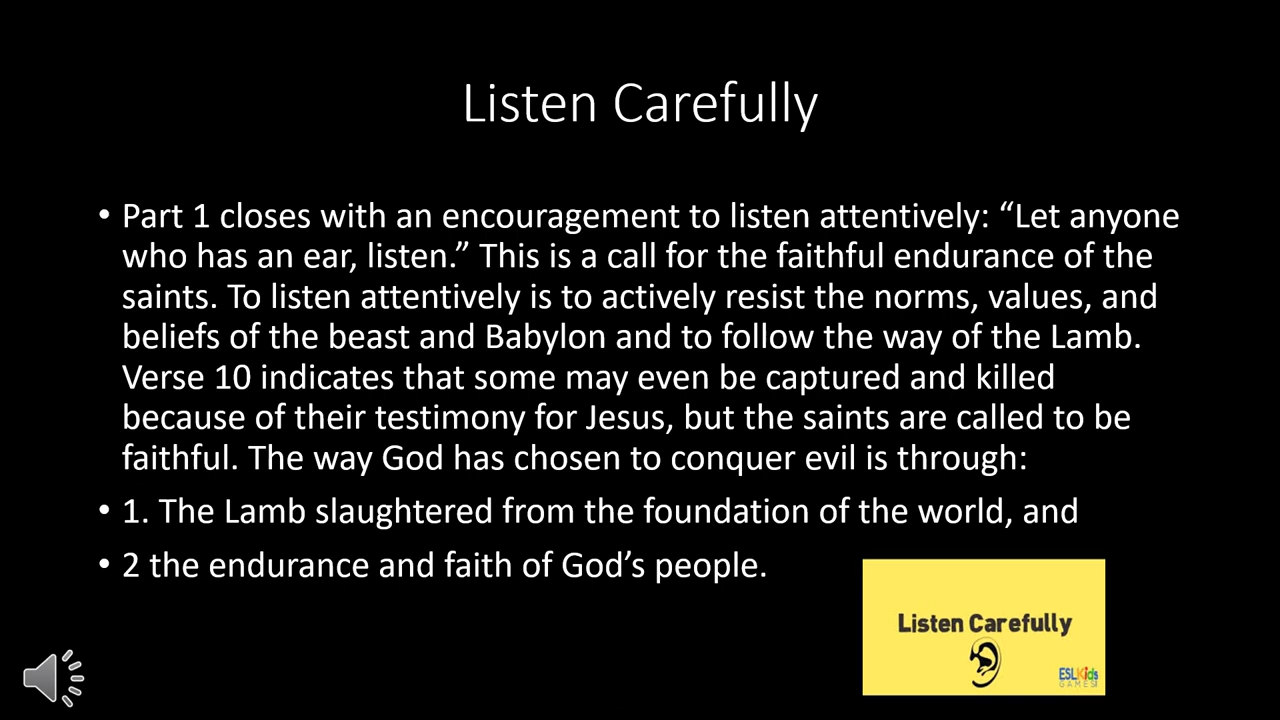 Listen Carefully
• Part 1 closes with an encouragement to listen attentively: “Let anyone
who has an ear, listen.” This is a call for the faithful endurance of the
saints. To listen attentively is to actively resist the norms, values, and
beliefs of the beast and Babylon and to follow the way of the Lamb.
Verse 10 indicates that some may even be captured and killed
because of their testimony for Jesus, but the saints are called to be
faithful. The way God has chosen to conquer evil is through:
• 1. The Lamb slaughtered from the foundation of the world, and
• 2 the endurance and faith of God’s people.
Listen Carefully
ESLKids
GAMES